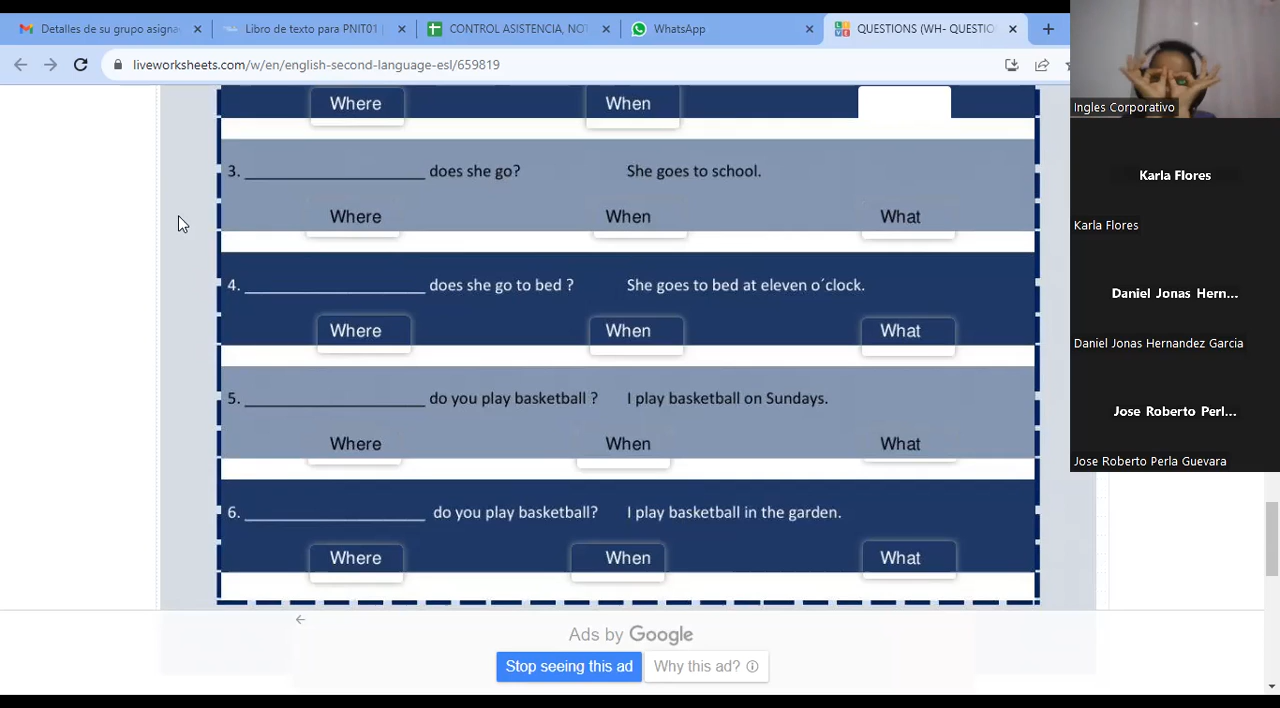 Detalles de su grupo asigna
Libro de texto para PNIT01
CONTROL ASISTENCIA, NO
WhatsApp
QUESTIONS (WH- QUESTIO
liveworksheets.com/w/en/english-second-language-esl/659819
Where When
3. ____________________ does she go? She goes to school.
Where When What
4. ____________________ does she go to bed ? She goes to bed at eleven o´clock.
Where When What
5. ____________________ do you play basketball ? I play basketball on Sundays.
Where When What
6. ____________________ do you play basketball? I play basketball in the garden.
Where When What
Ads by Google
Stop seeing this ad Why this ad?
Ingles Corporativo
Karla Flores
Karla Flores
Daniel Jonas Hern...
Daniel Jonas Hernandez Garcia
Jose Roberto Perl...
Jose Roberto Perla Guevara